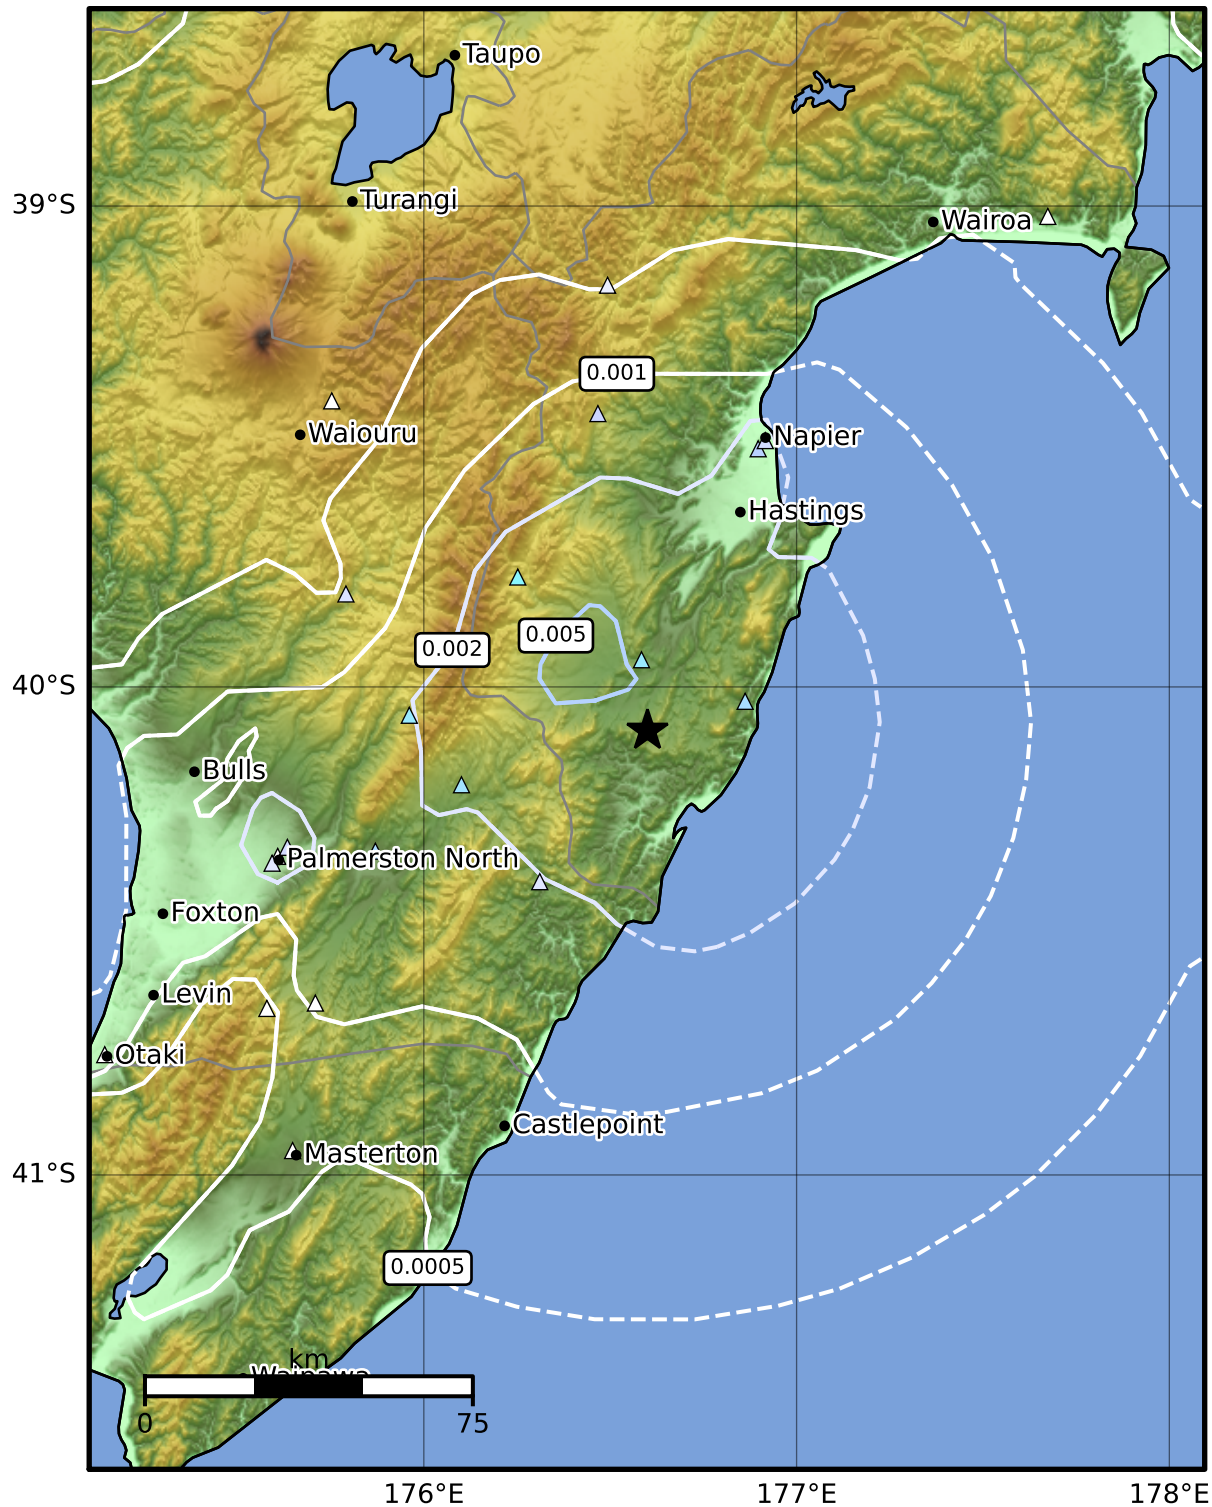 Taupo
39°S
Turangi
Wairoa
0.001
Waiouru
Napier
Hastings
0.005
0.002
40°S
Bulls
Palmerston North
Foxton
Levin
Otaki
Castlepoint
Masterton
41°S
0.0005
km
Waipawa
0
75
176°E
177°E
178°E